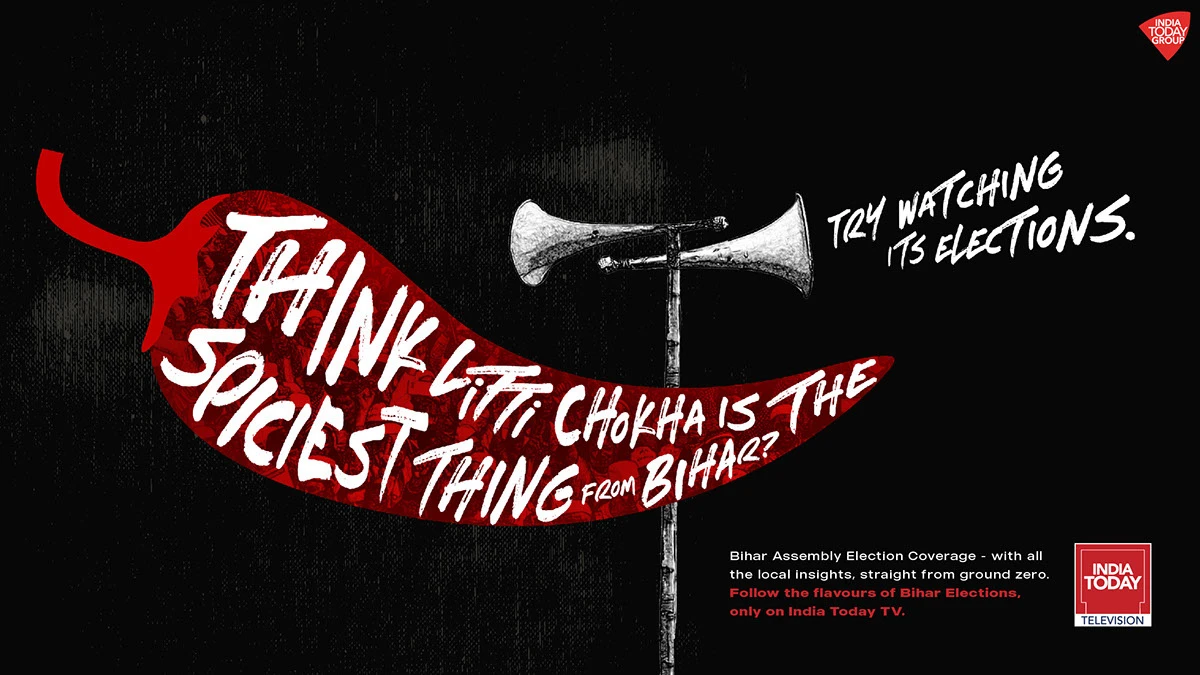 INDIA
TODAY
GROUP
THINK LiTTi CHOKHA IS THE
SPICIEST THING FROM BIHAR?
TRY WATCHING
ITS ELECTIONS.
Bihar Assembly Election Coverage - with all
the local insights, straight from ground zero.
Follow the flavours of Bihar Elections,
only on India Today TV.
INDIA
TODAY
TELEVISION